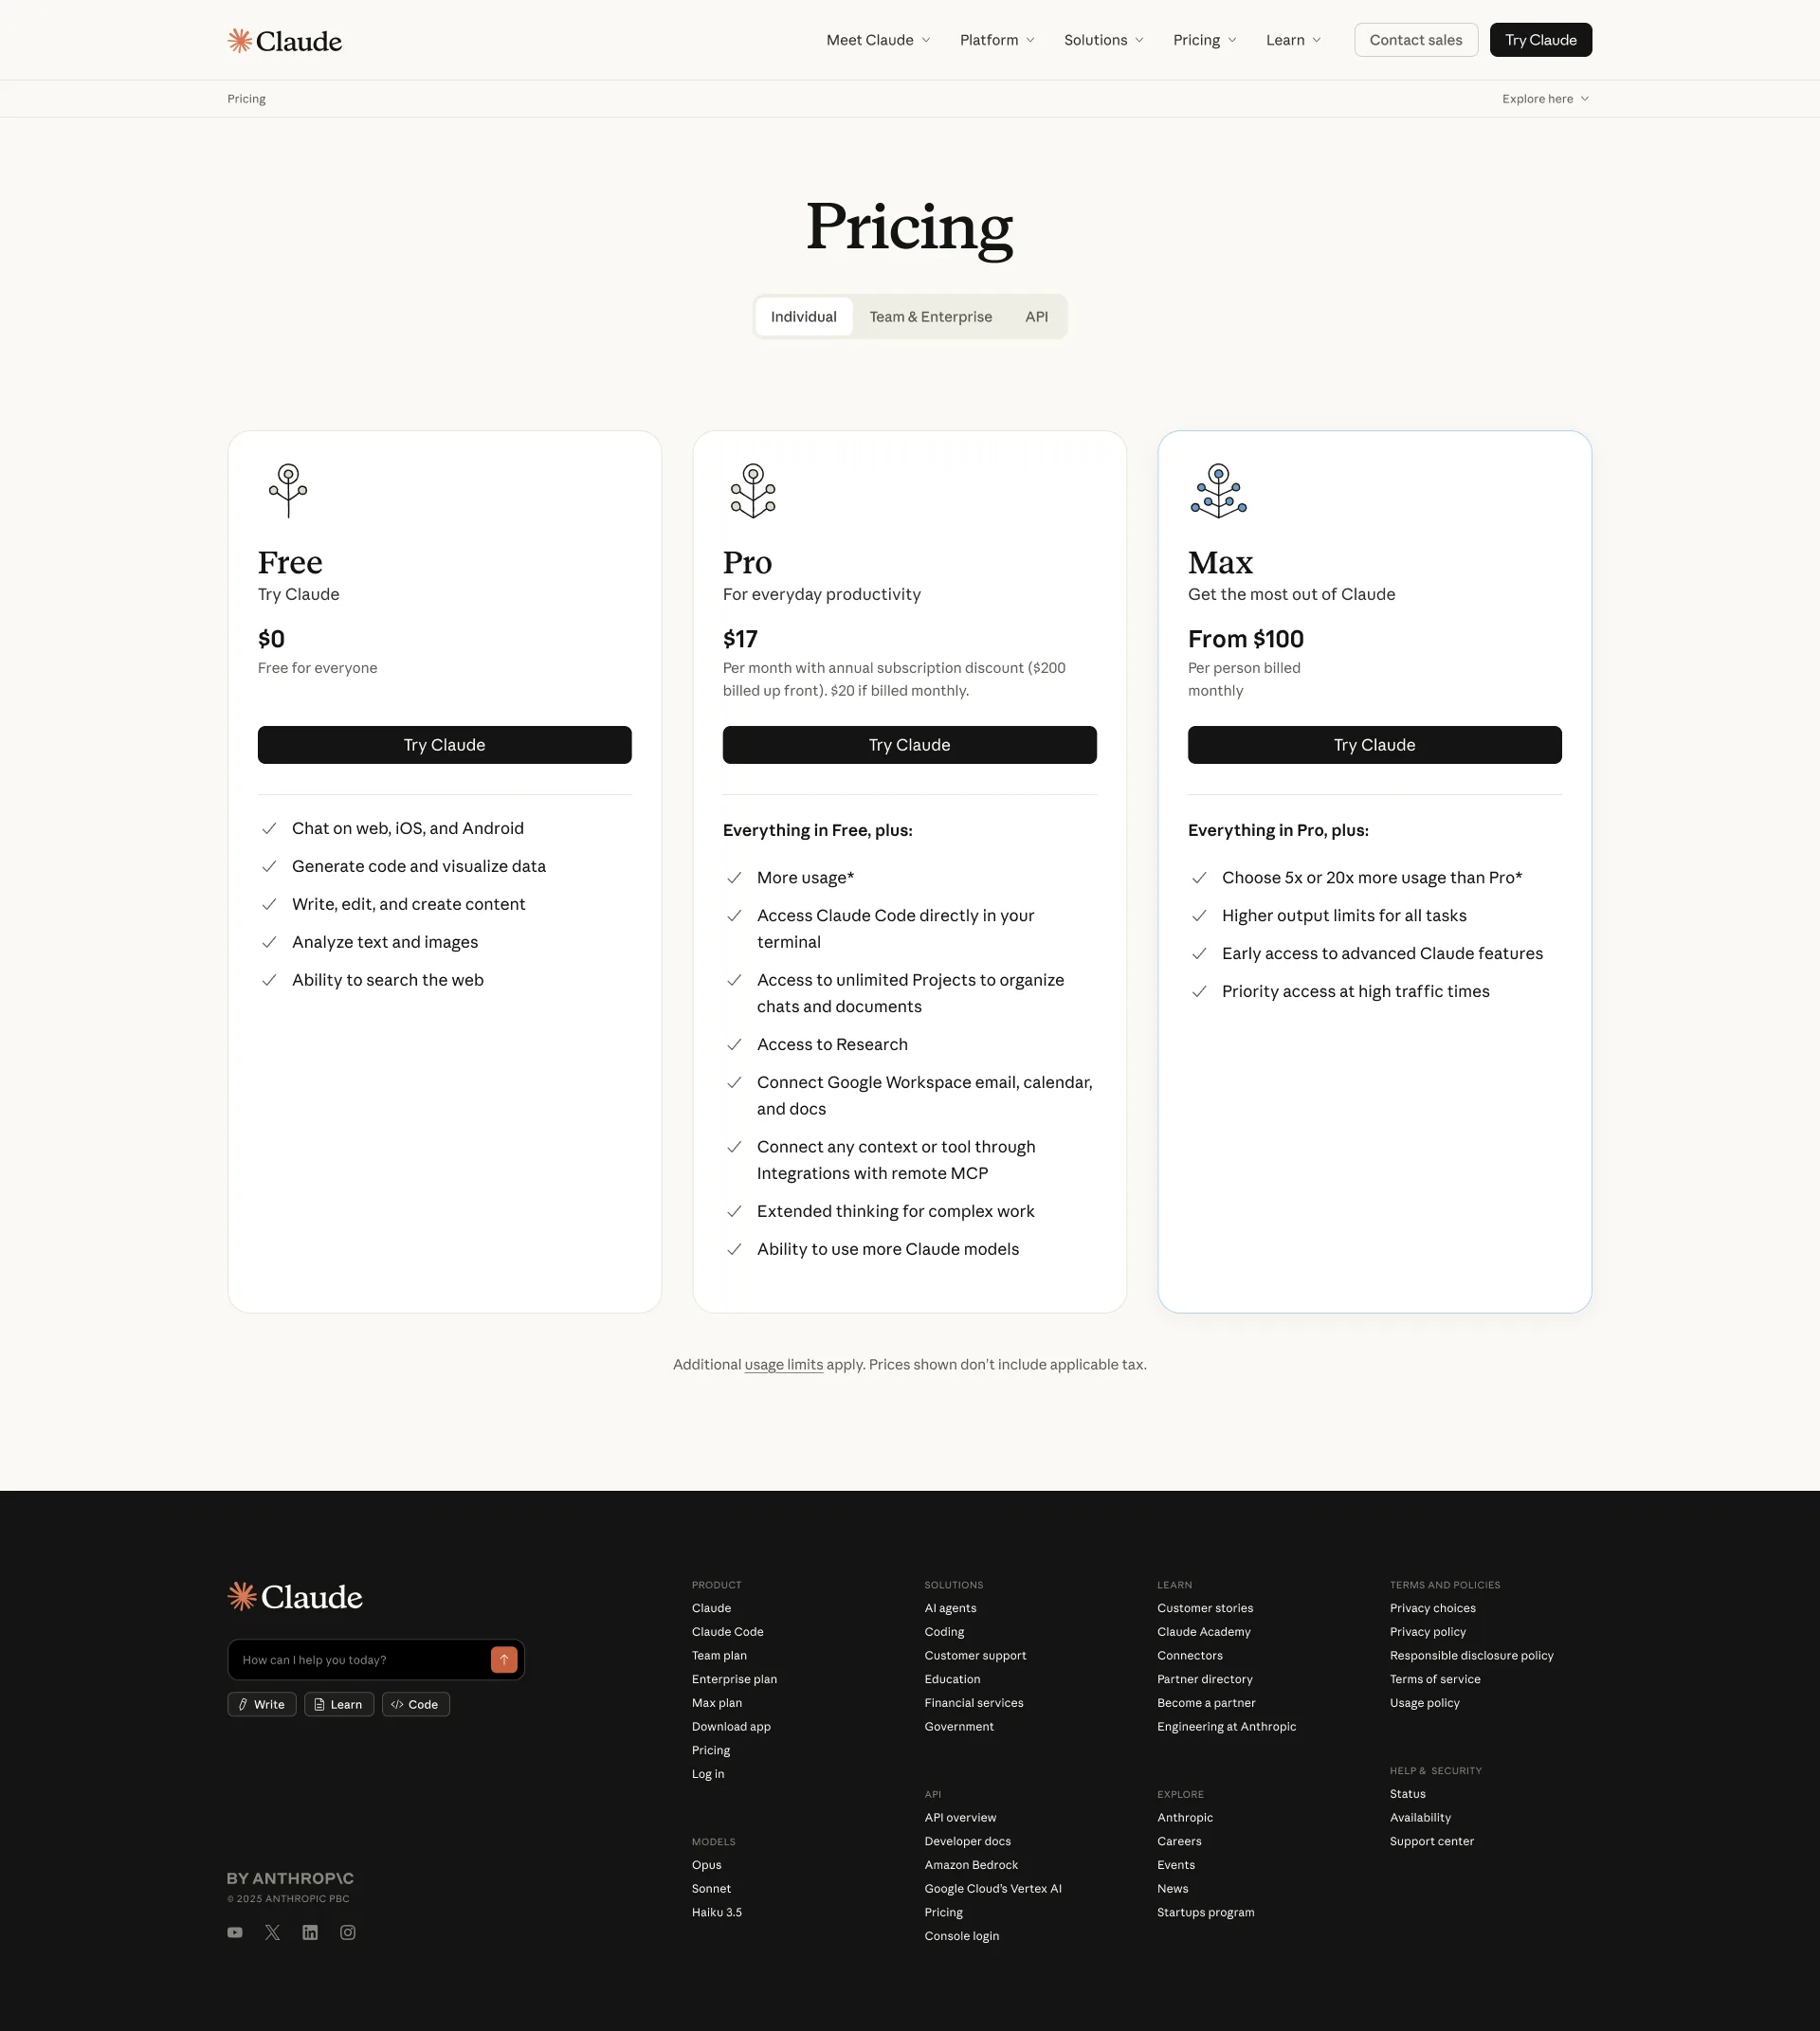 Claude
Meet Claude
Platform
Solutions
Pricing
Learn
Contact sales
Try Claude
Pricing
Explore here
Pricing
Individual
Team & Enterprise
API
Free
Try Claude
$0
Free for everyone
Try Claude
Chat on web, iOS, and Android
Generate code and visualize data
Write, edit, and create content
Analyze text and images
Ability to search the web
Pro
For everyday productivity
$17
Per month with annual subscription discount ($200
billed up front). $20 if billed monthly.
Try Claude
Everything in Free, plus:
More usage*
Access Claude Code directly in your
terminal
Access to unlimited Projects to organize
chats and documents
Access to Research
Connect Google Workspace email, calendar,
and docs
Connect any context or tool through
Integrations with remote MCP
Extended thinking for complex work
Ability to use more Claude models
Max
Get the most out of Claude
From $100
Per person billed
monthly
Try Claude
Everything in Pro, plus:
Choose 5x or 20x more usage than Pro*
Higher output limits for all tasks
Early access to advanced Claude features
Priority access at high traffic times
Additional usage limits apply. Prices shown don't include applicable tax.
Claude
How can I help you today?
Write
Learn
Code
BY ANTHROP\C
© 2025 ANTHROPIC PBC
PRODUCT
Claude
Claude Code
Team plan
Enterprise plan
Max plan
Download app
Pricing
Log in
MODELS
Opus
Sonnet
Haiku 3.5
SOLUTIONS
AI agents
Coding
Customer support
Education
Financial services
Government
API
API overview
Developer docs
Amazon Bedrock
Google Cloud's Vertex AI
Pricing
Console login
LEARN
Customer stories
Claude Academy
Connectors
Partner directory
Become a partner
Engineering at Anthropic
EXPLORE
Anthropic
Careers
Events
News
Startups program
TERMS AND POLICIES
Privacy choices
Privacy policy
Responsible disclosure policy
Terms of service
Usage policy
HELP & SECURITY
Status
Availability
Support center